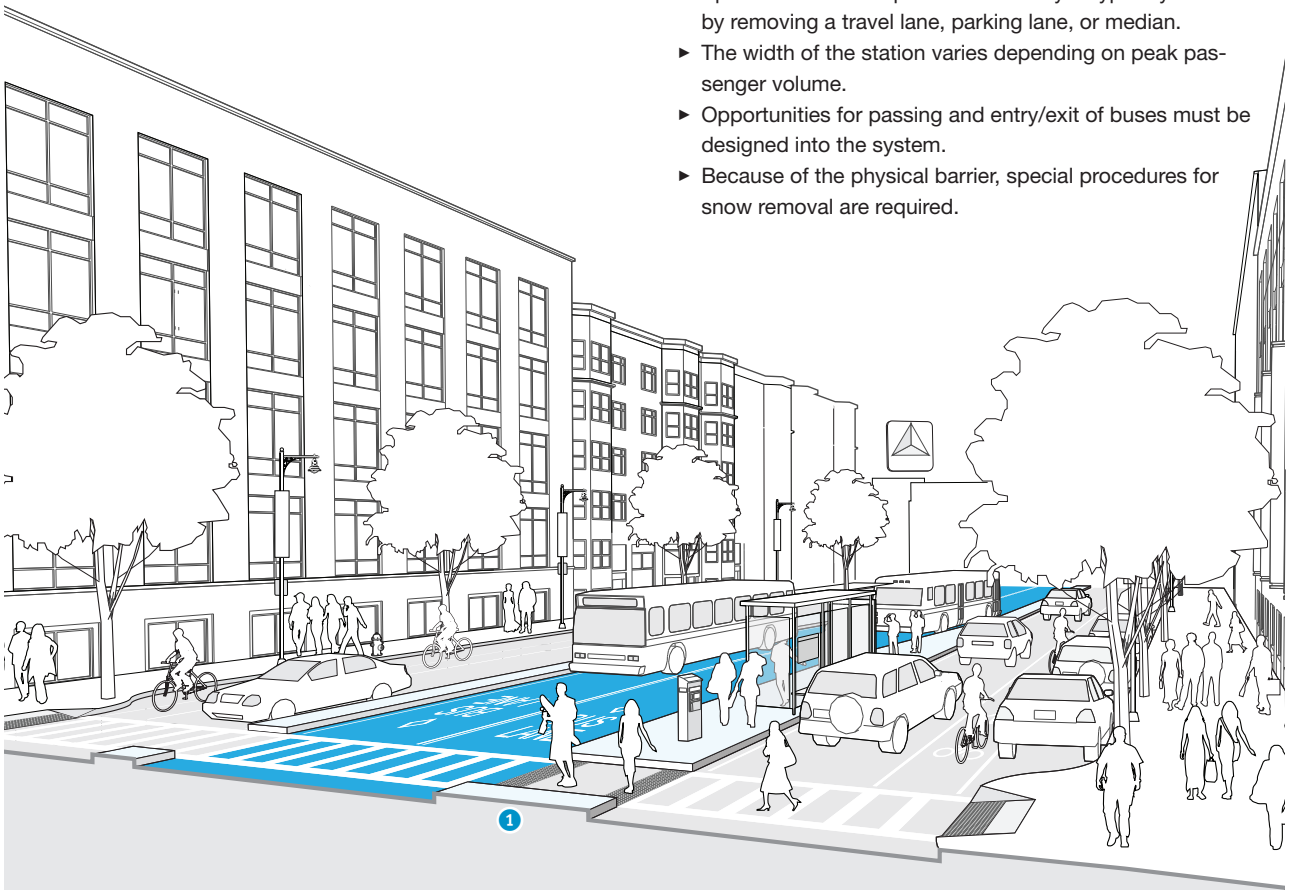 by removing a travel lane, parking lane, or median.
► The width of the station varies depending on peak pas-
senger volume.
► Opportunities for passing and entry/exit of buses must be
designed into the system.
► Because of the physical barrier, special procedures for
snow removal are required.
1